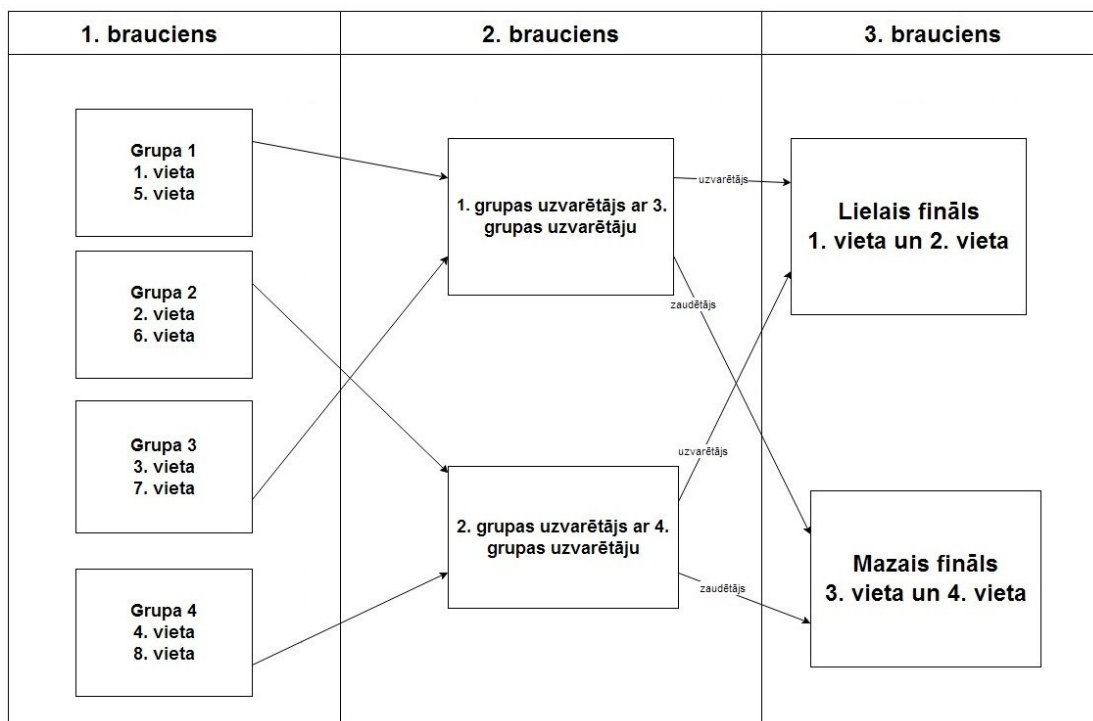 1. brauciens
2. brauciens
3. brauciens
Grupa 1
1. vieta
5. vieta
Grupa 2
2. vieta
6. vieta
Grupa 3
3. vieta
7. vieta
Grupa 4
4. vieta
8. vieta
1. grupas uzvarētājs ar 3.
grupas uzvarētāju
2. grupas uzvarētājs ar 4.
grupas uzvarētāju
uzvarētājs
zaudētājs
uzvarētājs
zaudētājs
Lielais fināls
1. vieta un 2. vieta
Mazais fināls
3. vieta un 4. vieta